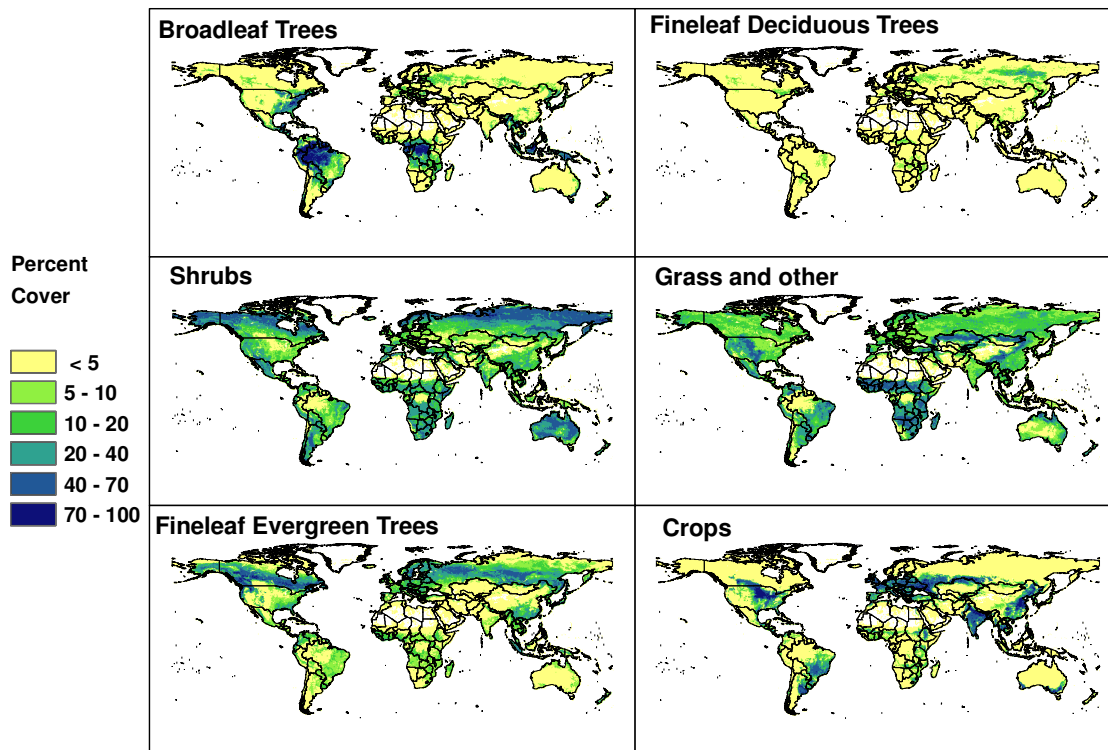 Broadleaf Trees
Fineleaf Deciduous Trees
Shrubs
Grass and other
Fineleaf Evergreen Trees
Crops
Percent
Cover
< 5
5 - 10
10 - 20
20 - 40
40 - 70
70 - 100